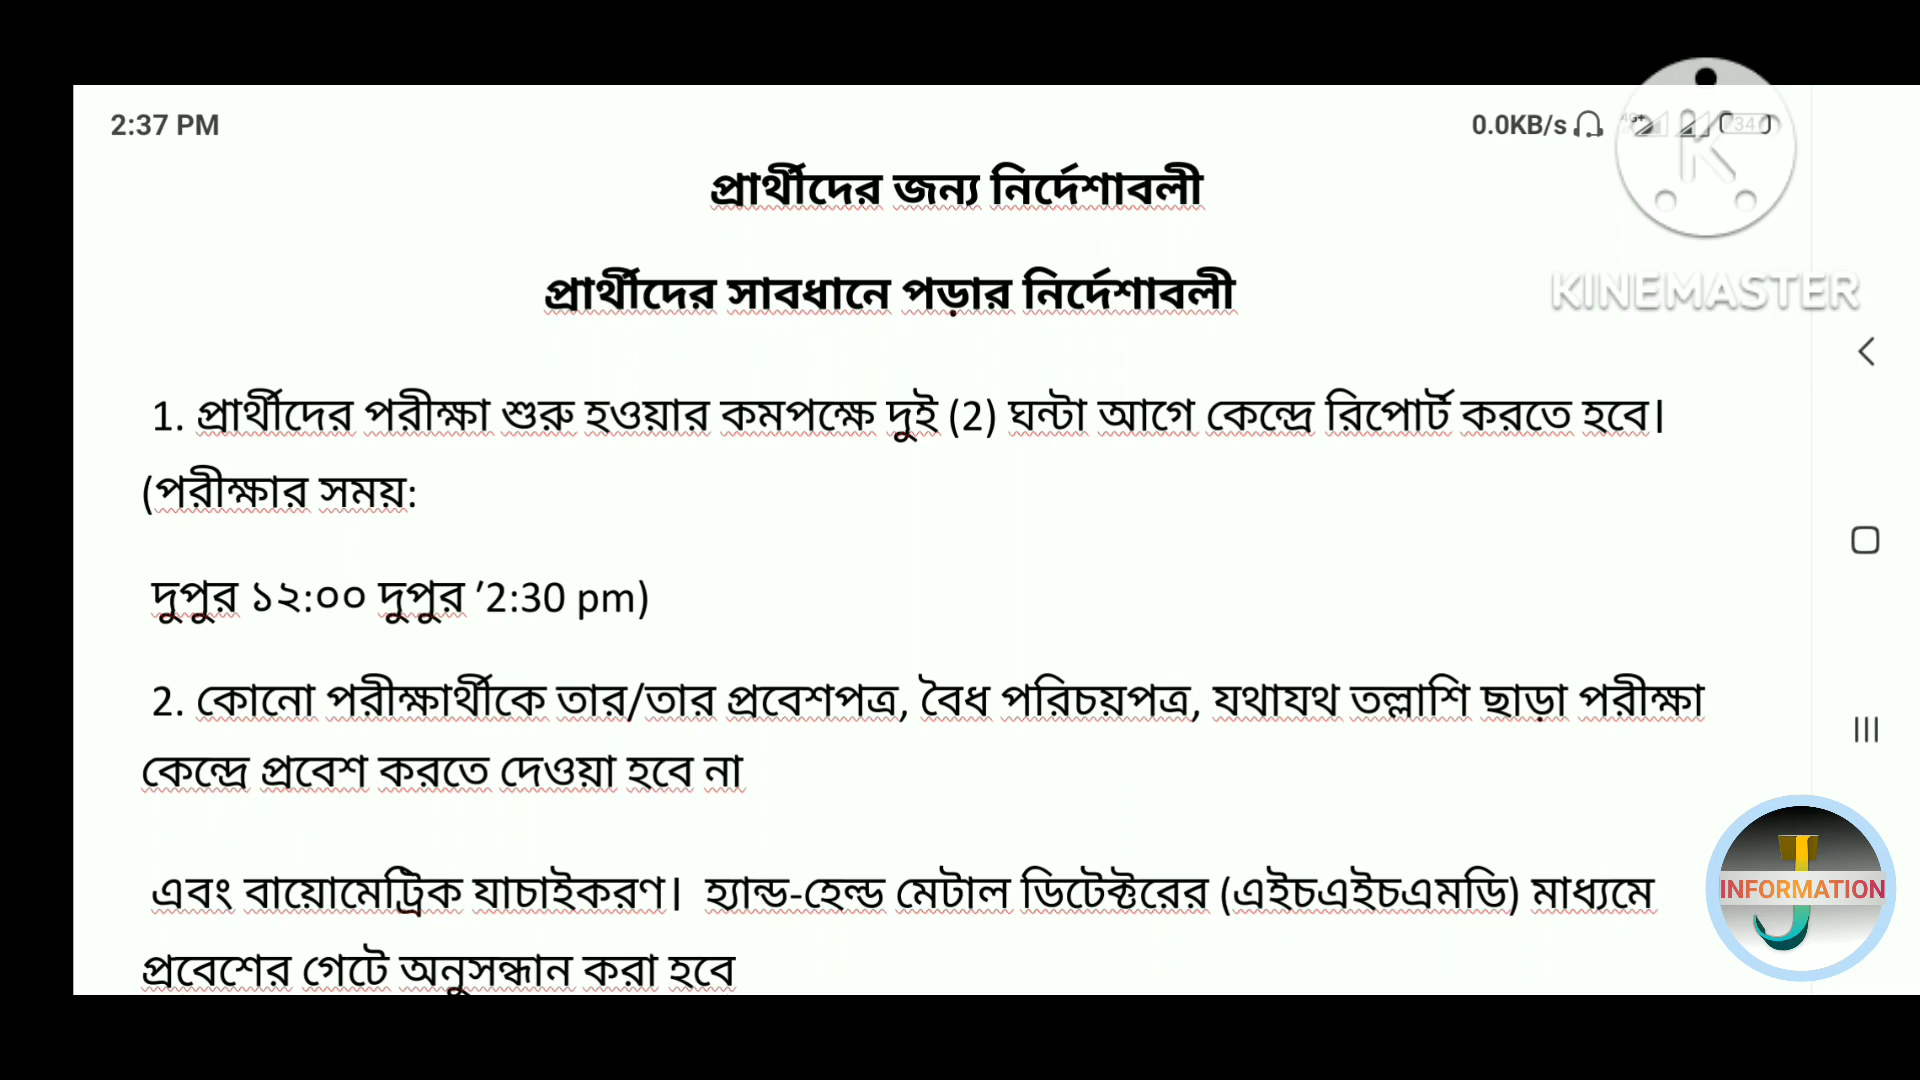 2:37 PM
0.0KB/s
4G+
34
প্রার্থীদের জন্য নির্দেশাবলী
KINEMASTER
প্রার্থীদের সাবধানে পড়ার নির্দেশাবলী
1. প্রার্থীদের পরীক্ষা শুরু হওয়ার কমপক্ষে দুই (2) ঘন্টা আগে কেন্দ্রে রিপোর্ট করতে হবে।
(পরীক্ষার সময়:
দুপুর ১২:০০ দুপুর ’2:30 pm)
2. কোনো পরীক্ষার্থীকে তার/তার প্রবেশপত্র, বৈধ পরিচয়পত্র, যথাযথ তল্লাশি ছাড়া পরীক্ষা
কেন্দ্রে প্রবেশ করতে দেওয়া হবে না
এবং বায়োমেট্রিক যাচাইকরণ। হ্যান্ড-হেল্ড মেটাল ডিটেক্টরের (এইচএইচএমডি) মাধ্যমে
প্রবেশের গেটে অনুসন্ধান করা হবে
J INFORMATION